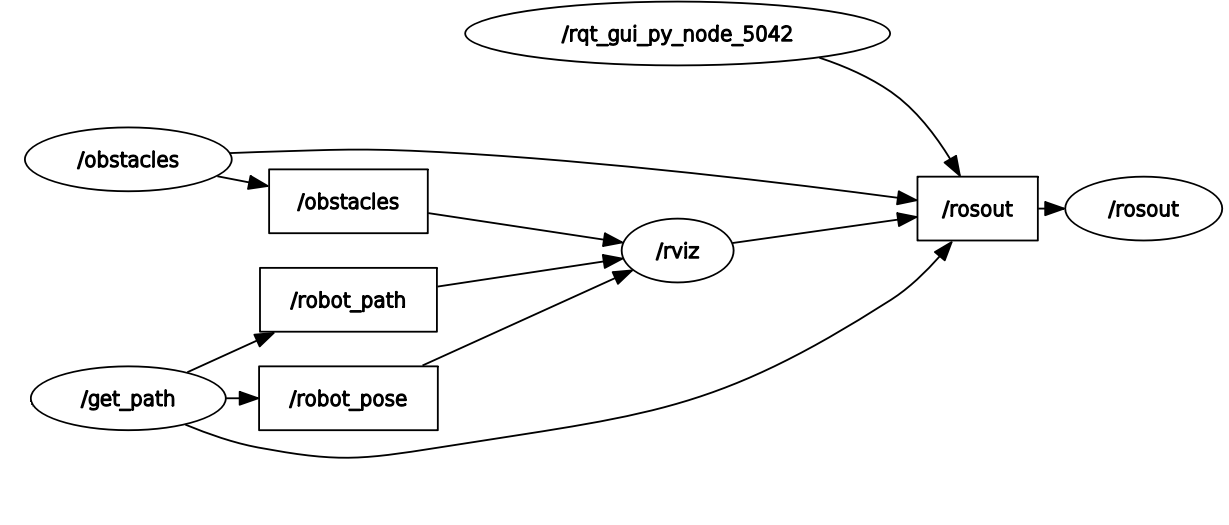 /rqt_gui_py_node_5042
/obstacles
/obstacles
/rosout
/rosout
/rviz
/robot_path
/get_path
/robot_pose